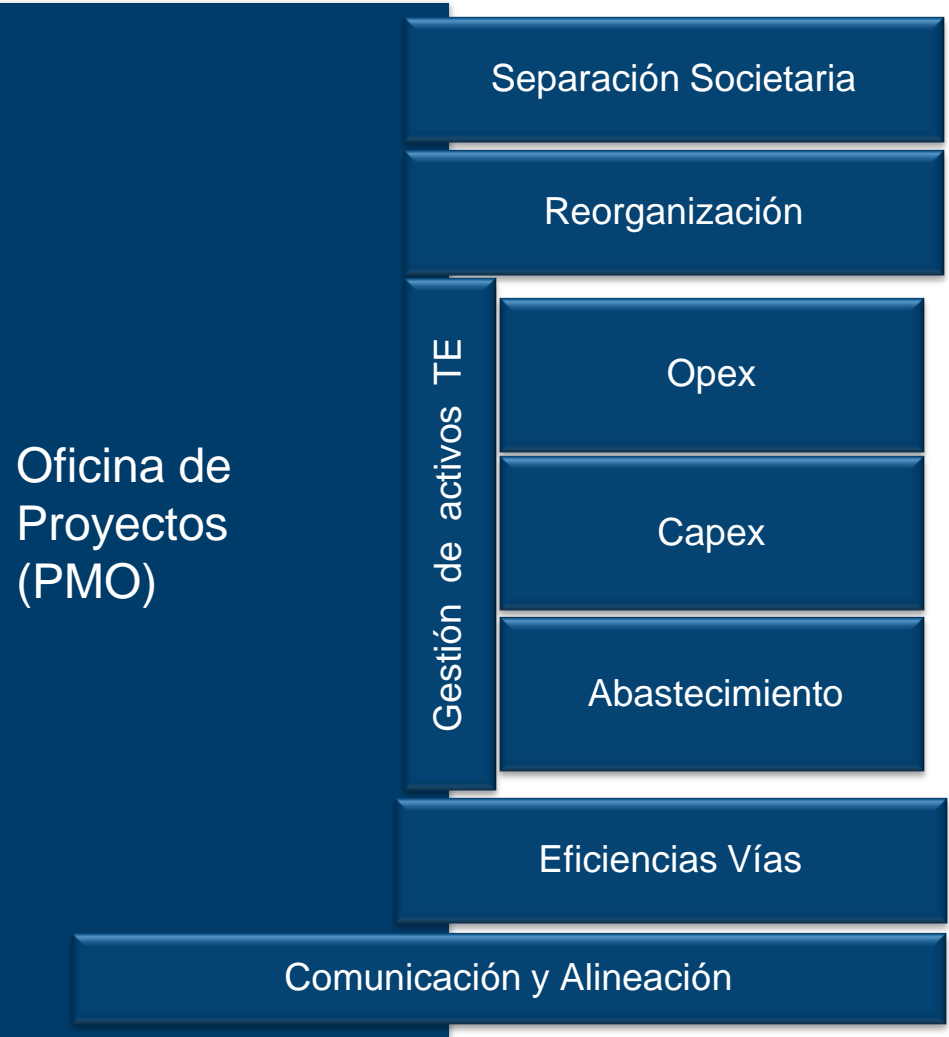 Separación Societaria
Reorganización
Gestión de activos TE
Opex
Capex
Abastecimiento
Oficina de
Proyectos
(PMO)
Eficiencias Vías
Comunicación y Alineación